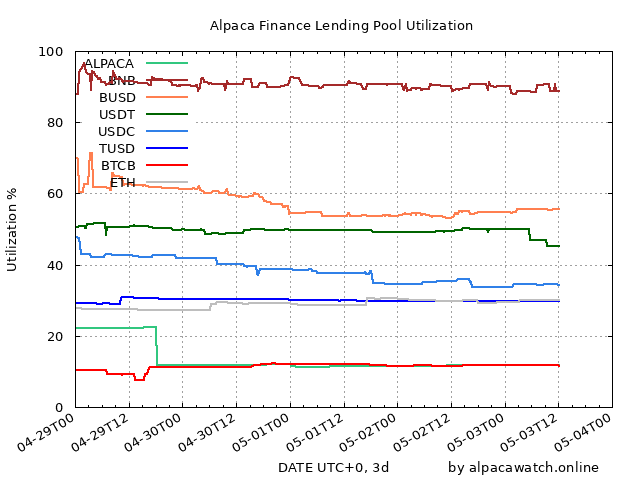 Alpaca Finance Lending Pool Utilization
100
80
60
40
20
0
Utilization %
ALPACA
BNB
BUSD
USDT
USDC
TUSD
BTCB
ETH
04-29T00
04-29T12
04-30T00
04-30T12
05-01T00
05-01T12
05-02T00
05-02T12
05-03T00
05-03T12
05-04T00
DATE UTC+0, 3d
by alpacawatch.online